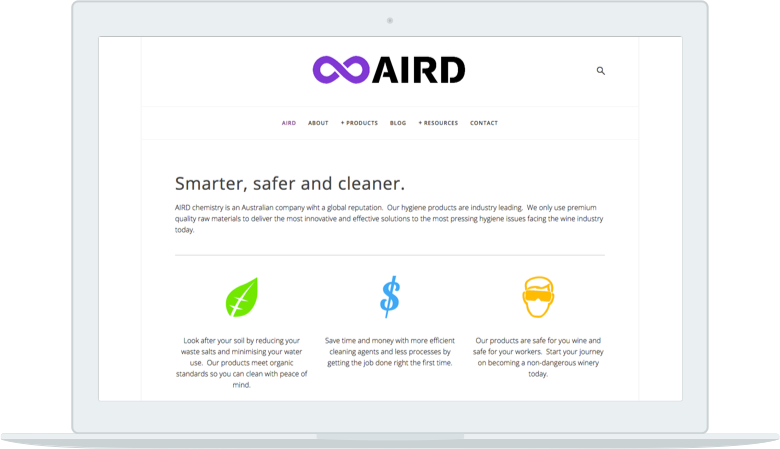 AIRD
AIRD ABOUT + PRODUCTS BLOG + RESOURCES CONTACT
Smarter, safer and cleaner.
AIRD chemistry is an Australian company wiht a global reputation. Our hygiene products are industry leading. We only use premium
quality raw materials to deliver the most innovative and effective solutions to the most pressing hygiene issues facing the wine industry
today.
Look after your soil by reducing your
waste salts and minimising your water
use. Our products meet organic
standards so you can clean with peace of
mind.
Save time and money with more efficient
cleaning agents and less processes by
getting the job done right the first time.
Our products are safe for you wine and
safe for your workers. Start your journey
on becoming a non-dangerous winery
today.